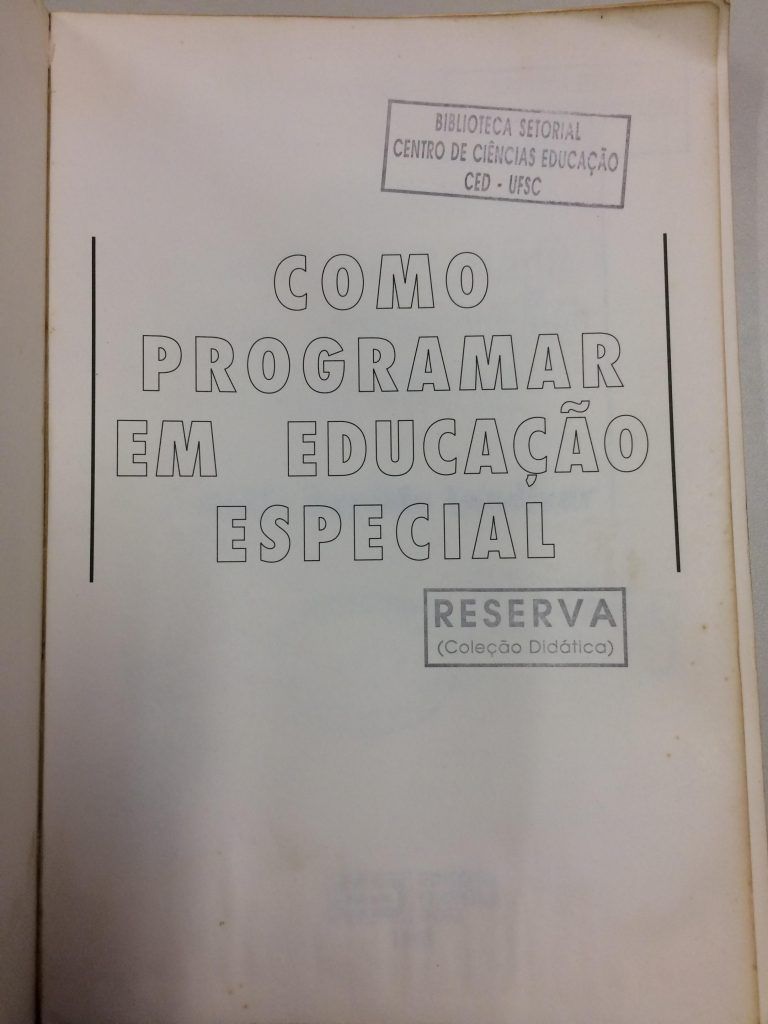 BIBLIOTECA SETORIAL
CENTRO DE CIÊNCIAS EDUCAÇÃO
CED - UFSC
COMO
PROGRAMAR
EM EDUCAÇÃO
ESPECIAL
RESERVA
(Coleção Didática)